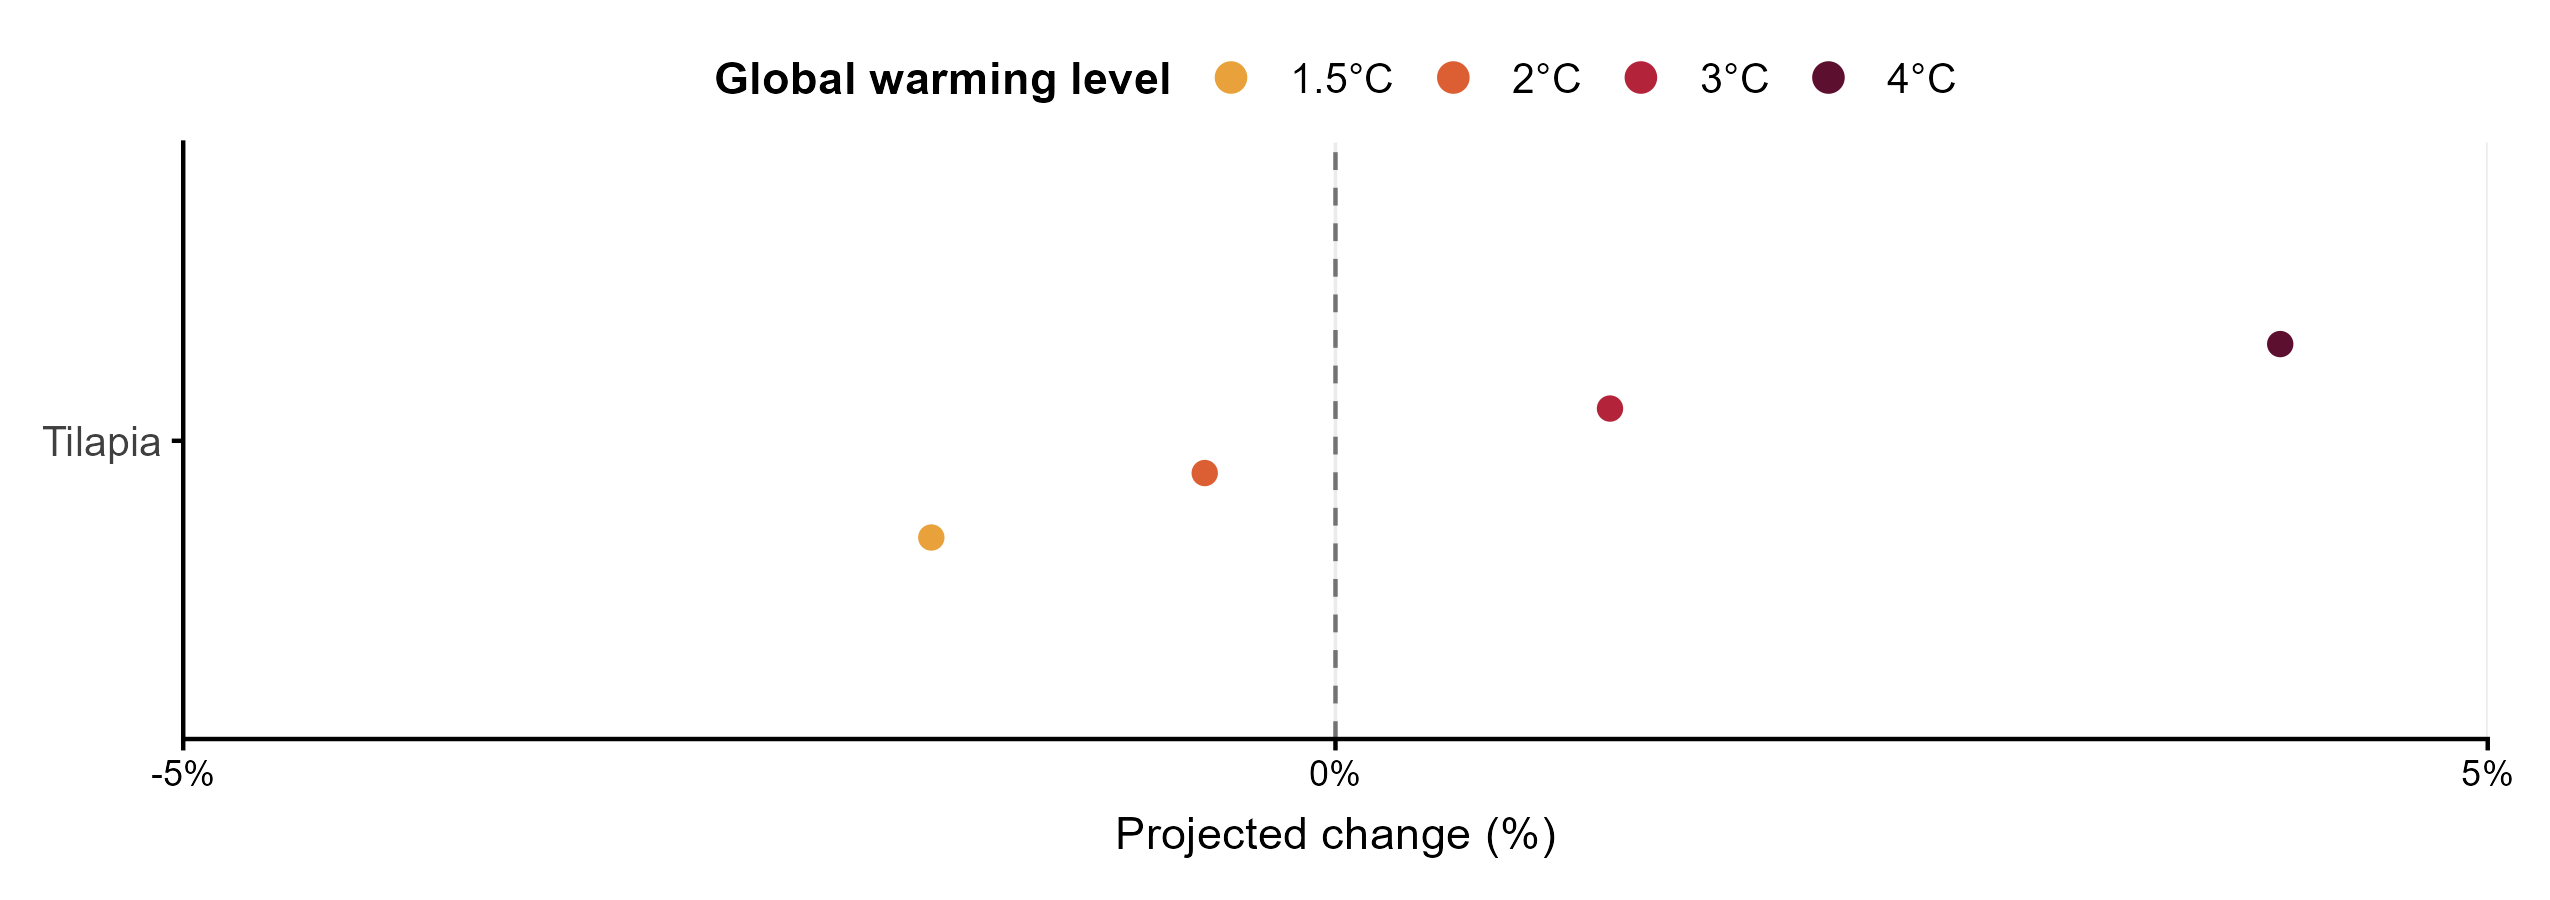 Global warming level 1.5°C 2°C 3°C 4°C
Tilapia
-5% 0% 5%
Projected change (%)